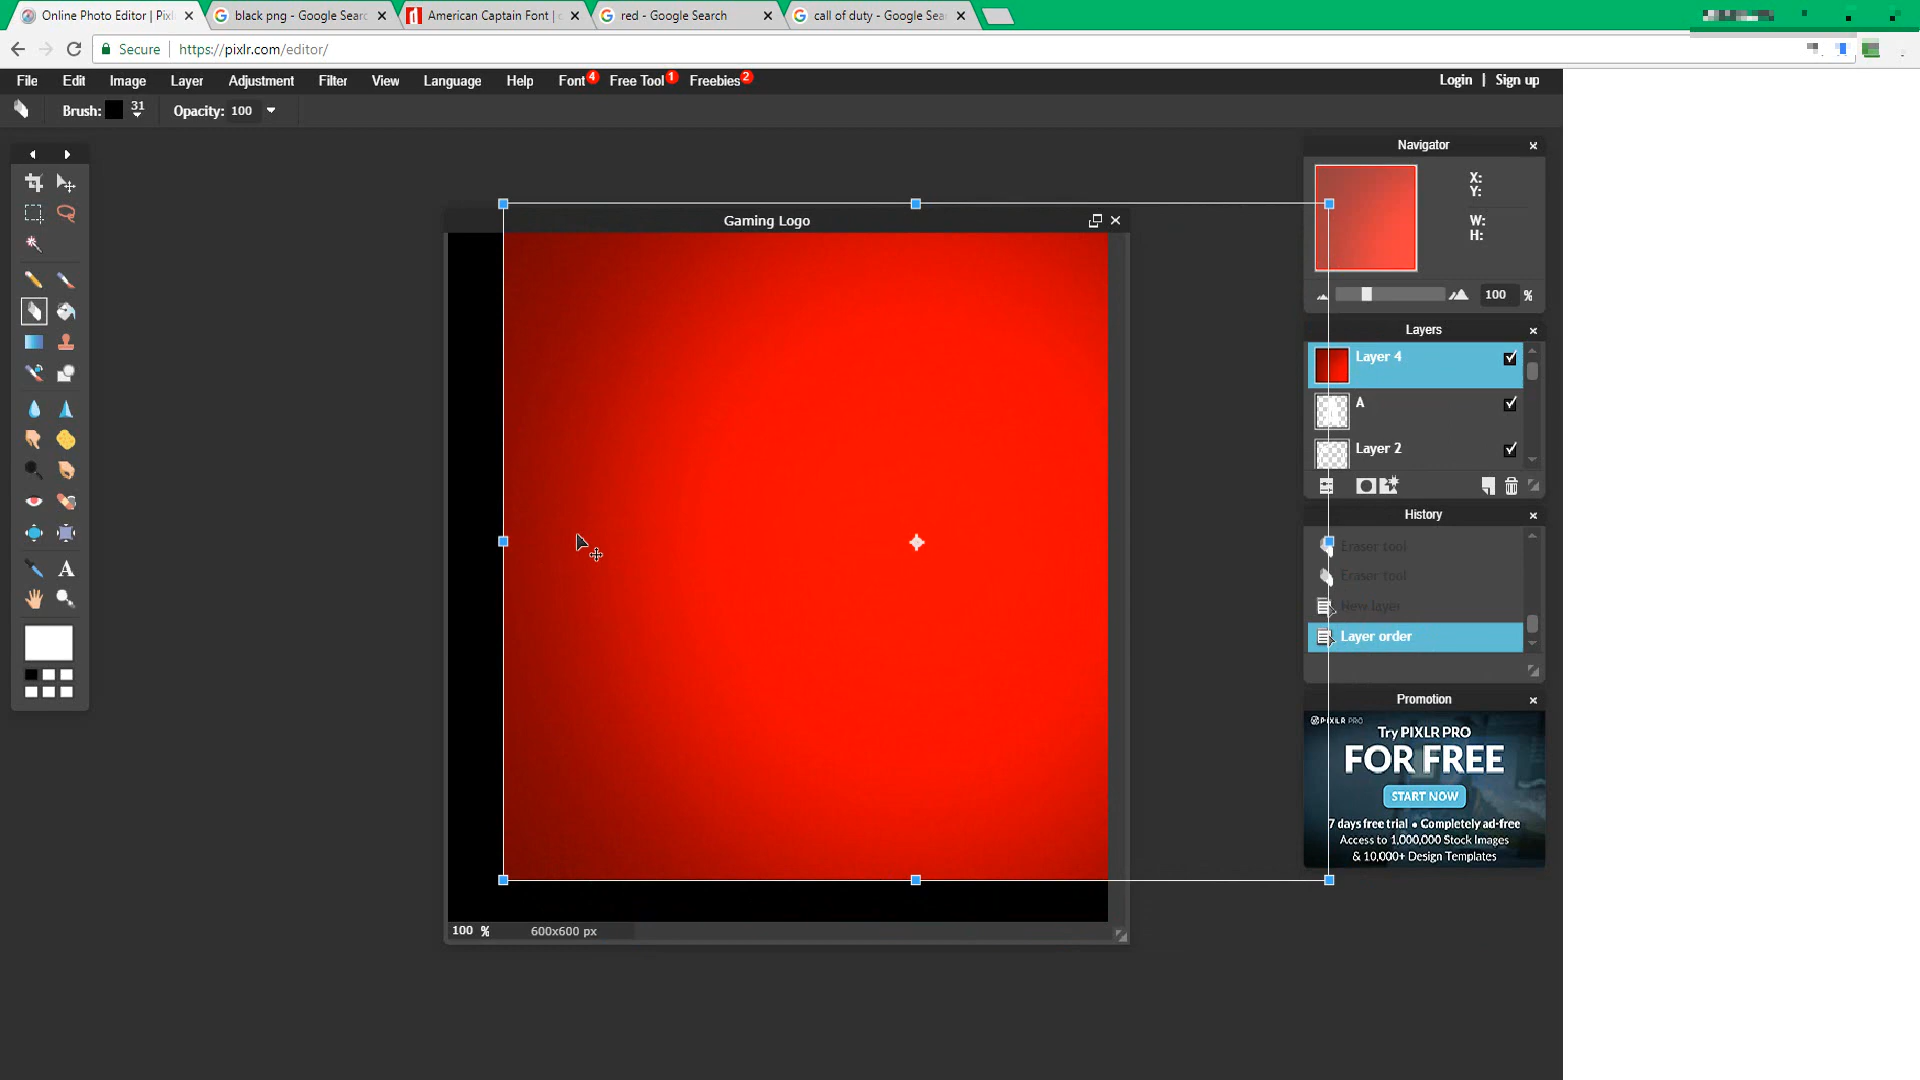 Online Photo Editor | Pixl
black png - Google Sear
American Captain Font |
red - Google Search
call of duty - Google Sea
Secure
https://pixlr.com/editor/
File Edit Image Layer Adjustment Filter View Language Help Font 4 Free Tool 1 Freebies 2
Login | Sign up
Brush: 31 Opacity: 100
Navigator
X:
Y:
W:
H:
100 %
Gaming Logo
Layers
Layer 4
A
Layer 2
History
Eraser tool
Eraser tool
New layer
Layer order
A
Promotion
PIXLR PRO
Try PIXLR PRO
FOR FREE
START NOW
7 days free trial • Completely ad-free
Access to 1,000,000 Stock Images
& 10,000+ Design Templates
100 % 600x600 px